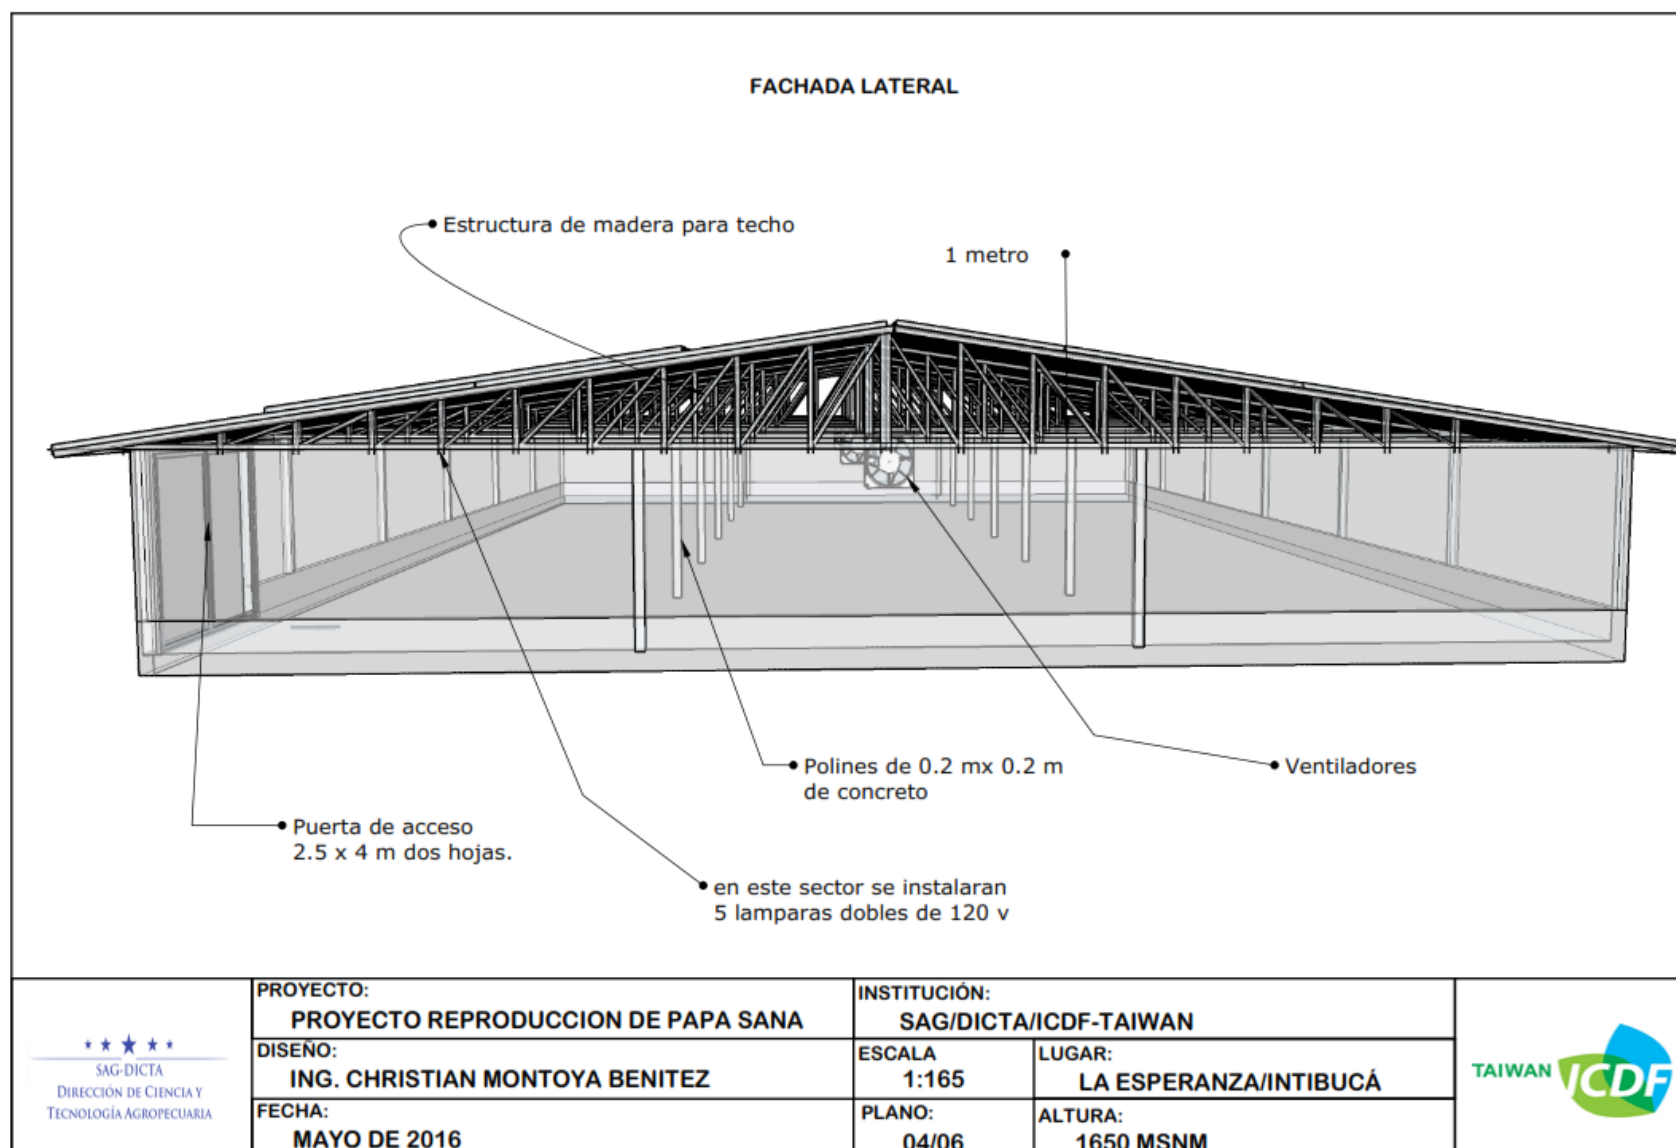 FACHADA LATERAL
Estructura de madera para techo
1 metro
Polines de 0.2 mx 0.2 m
de concreto
Ventiladores
Puerta de acceso
2.5 x 4 m dos hojas.
en este sector se instalaran
5 lamparas dobles de 120 v
SAG-DICTA
DIRECCIÓN DE CIENCIA Y
TECNOLOGÍA AGROPECUARIA
PROYECTO:
PROYECTO REPRODUCCION DE PAPA SANA
INSTITUCIÓN:
SAG/DICTA/ICDF-TAIWAN
DISEÑO:
ING. CHRISTIAN MONTOYA BENITEZ
ESCALA
1:165
LUGAR:
LA ESPERANZA/INTIBUCÁ
FECHA:
MAYO DE 2016
PLANO:
04/06
ALTURA:
1650 MSNM
TAIWAN ICDF